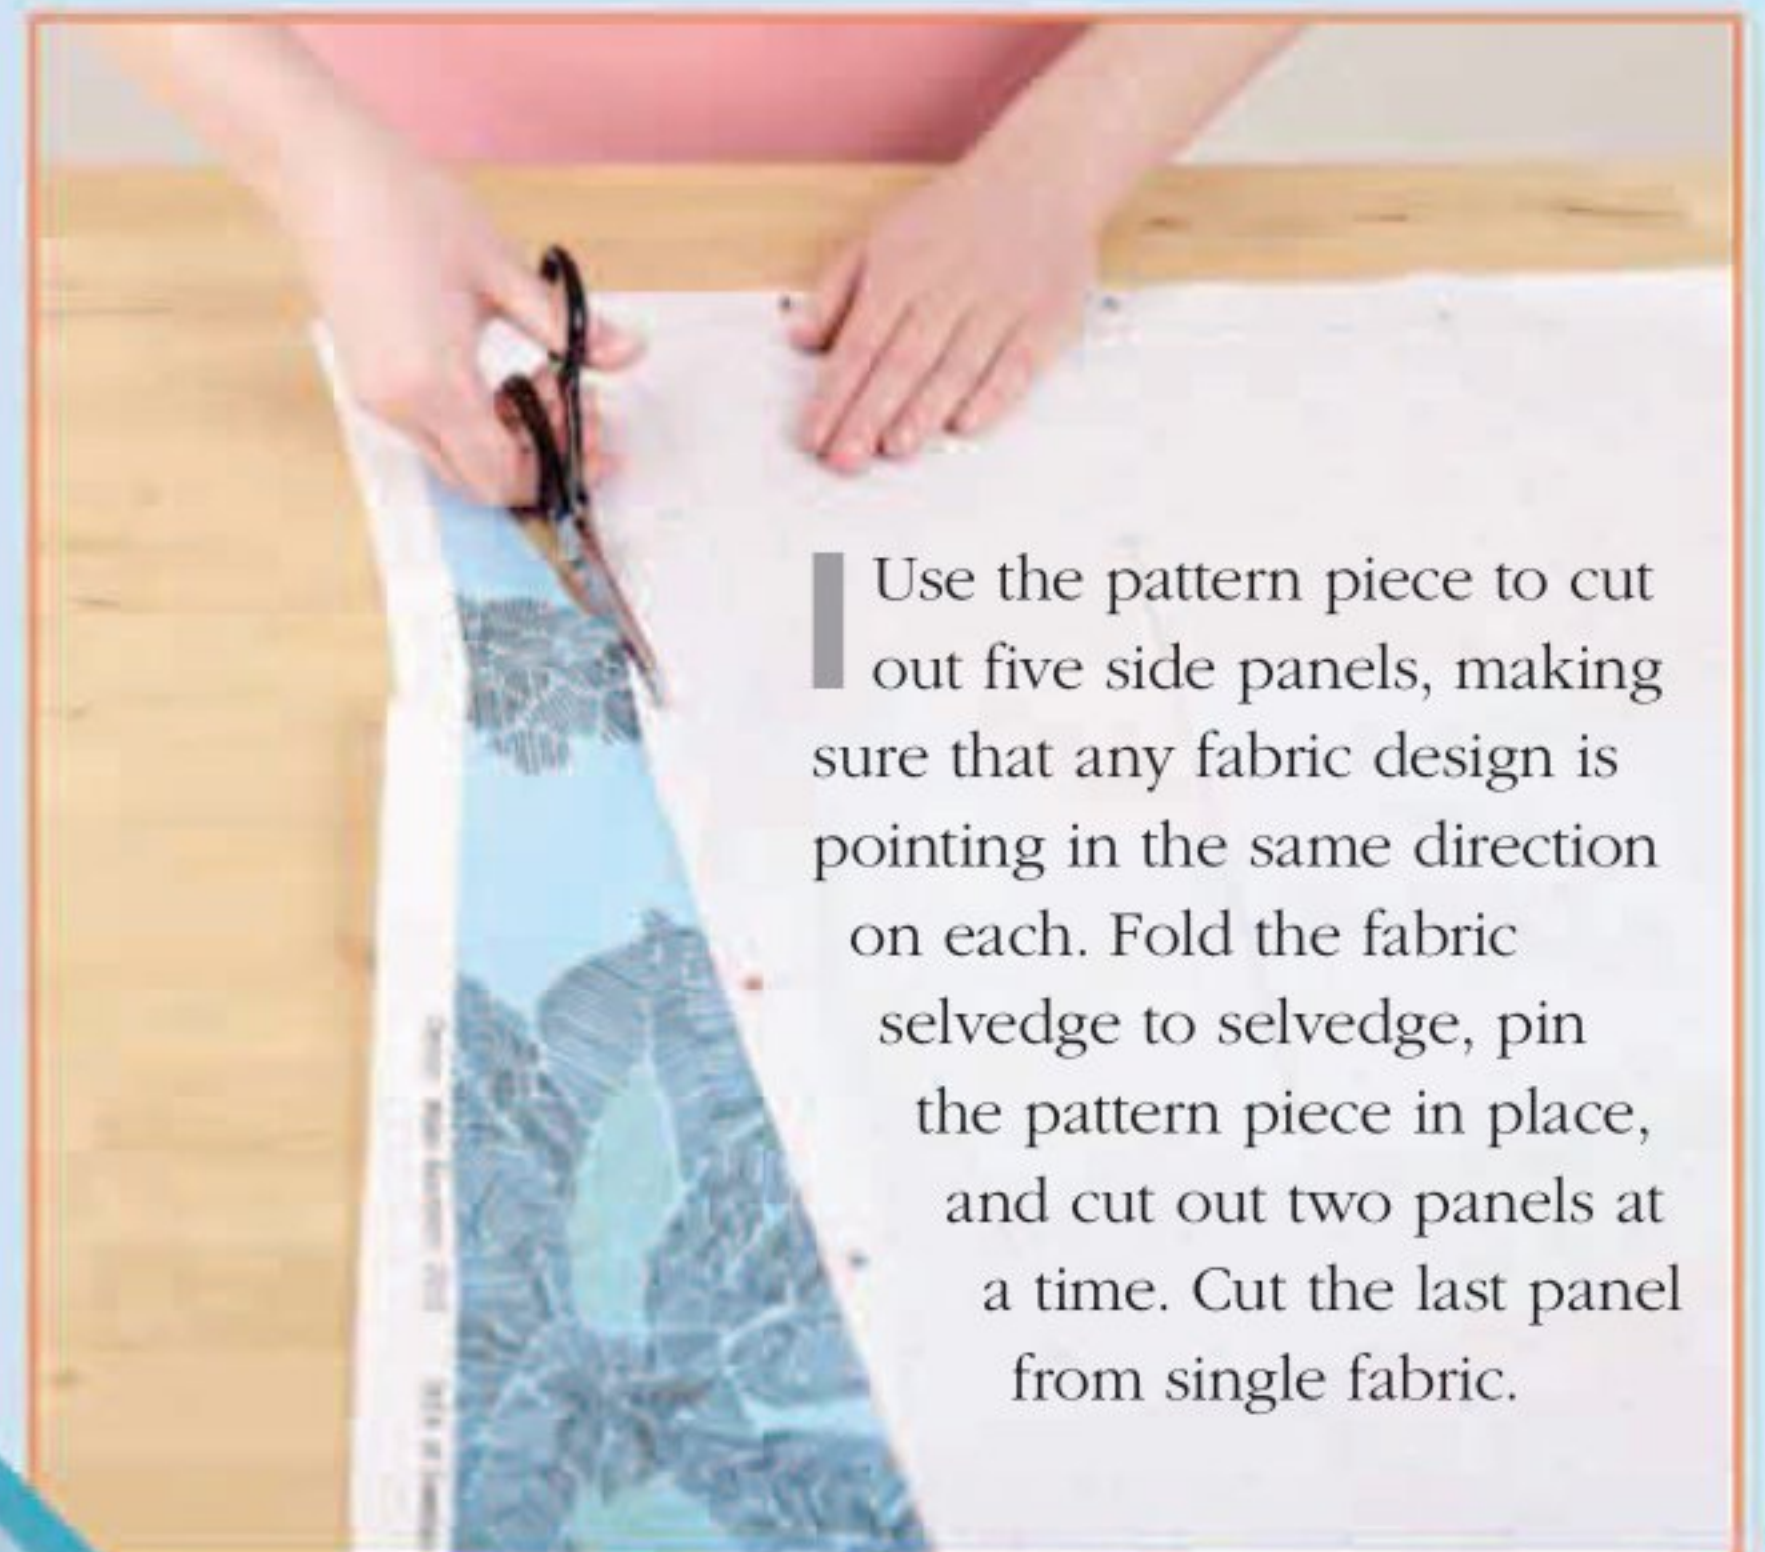 1 Use the pattern piece to cut
out five side panels, making
sure that any fabric design is
pointing in the same direction
on each. Fold the fabric
selvedge to selvedge, pin
the pattern piece in place,
and cut out two panels at
a time. Cut the last panel
from single fabric.